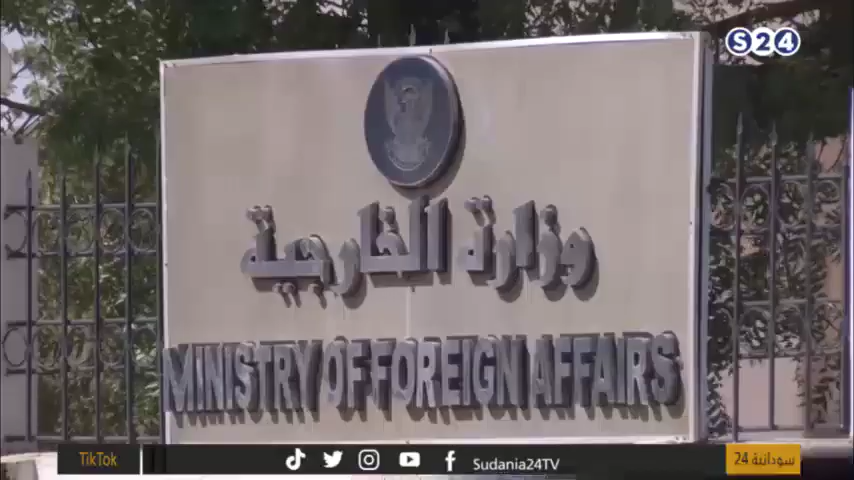 S24
وزارة الخارجية
MINISTRY OF FOREIGN AFFAIRS
TikTok
Sudania24TV
سودانية 24